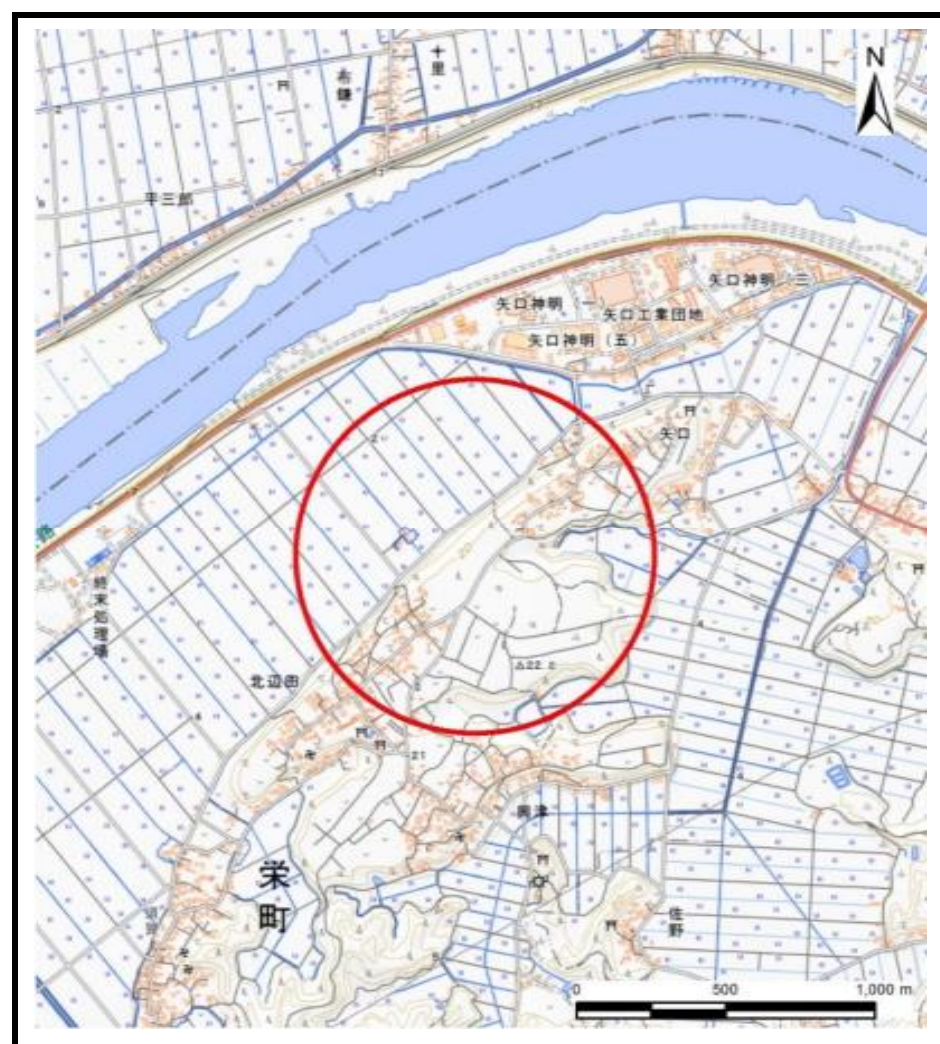 N
十里
布鎌
平三郎
矢口神明（三
矢口神明（一）
矢口工業団地
矢口神明（五）
矢口
終末処理場
北辺田
△22.
興津
栄町
佐野
0 500 1,000 m